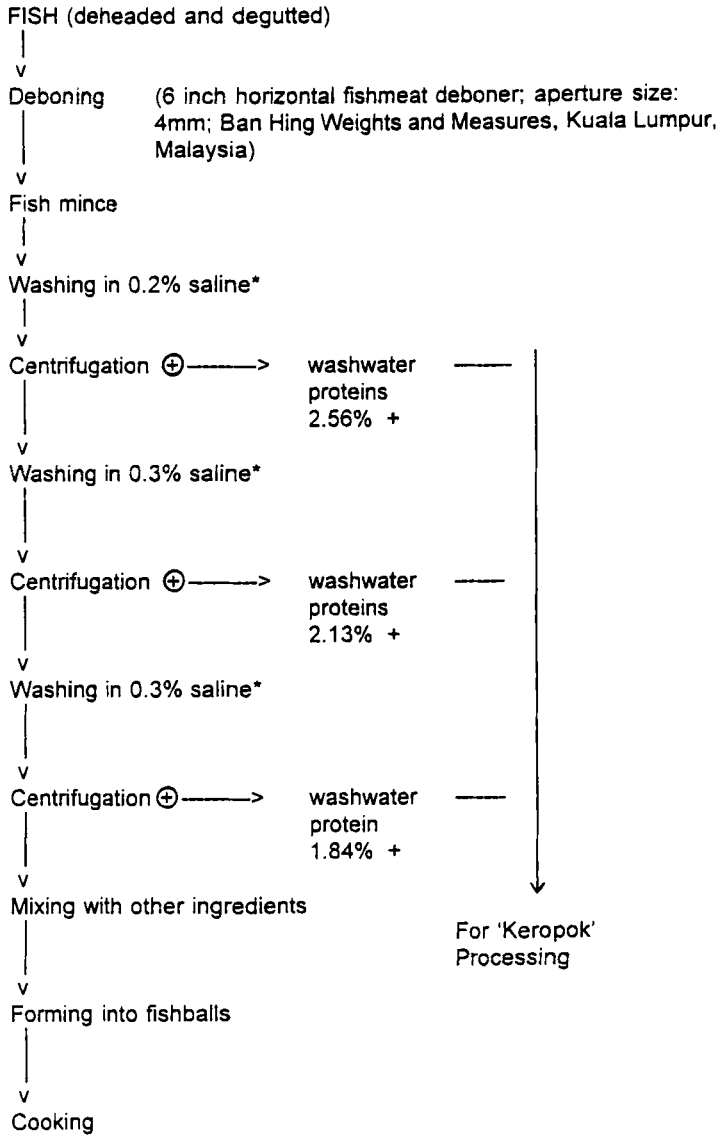 FISH (deheaded and degutted)
Deboning (6 inch horizontal fishmeat deboner; aperture size:
4mm; Ban Hing Weights and Measures, Kuala Lumpur,
Malaysia)
Fish mince
Washing in 0.2% saline*
Centrifugation ⊕ washwater
proteins
2.56% +
Washing in 0.3% saline*
Centrifugation ⊕ washwater
proteins
2.13% +
Washing in 0.3% saline*
Centrifugation ⊕ washwater
protein
1.84% +
Mixing with other ingredients
For 'Keropok'
Processing
Forming into fishballs
Cooking